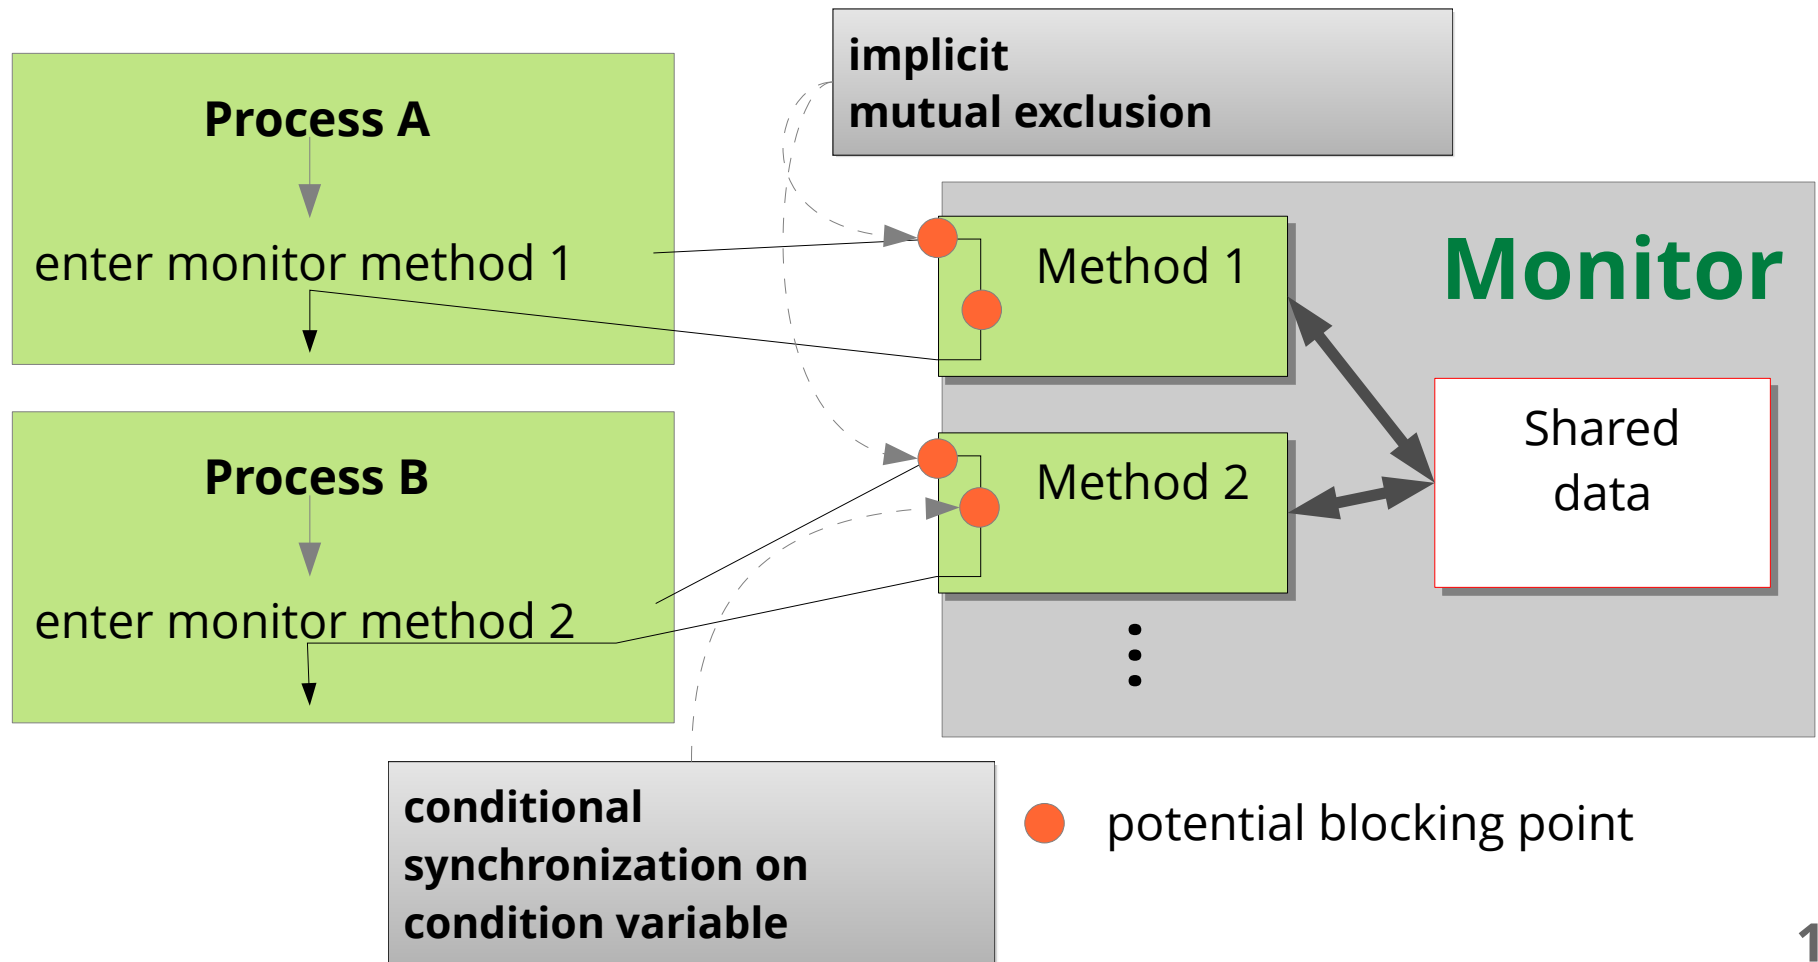 implicit
mutual exclusion
Process A
enter monitor method 1
Method 1
Monitor
Shared
data
Process B
enter monitor method 2
Method 2
conditional
synchronization on
condition variable
potential blocking point
1